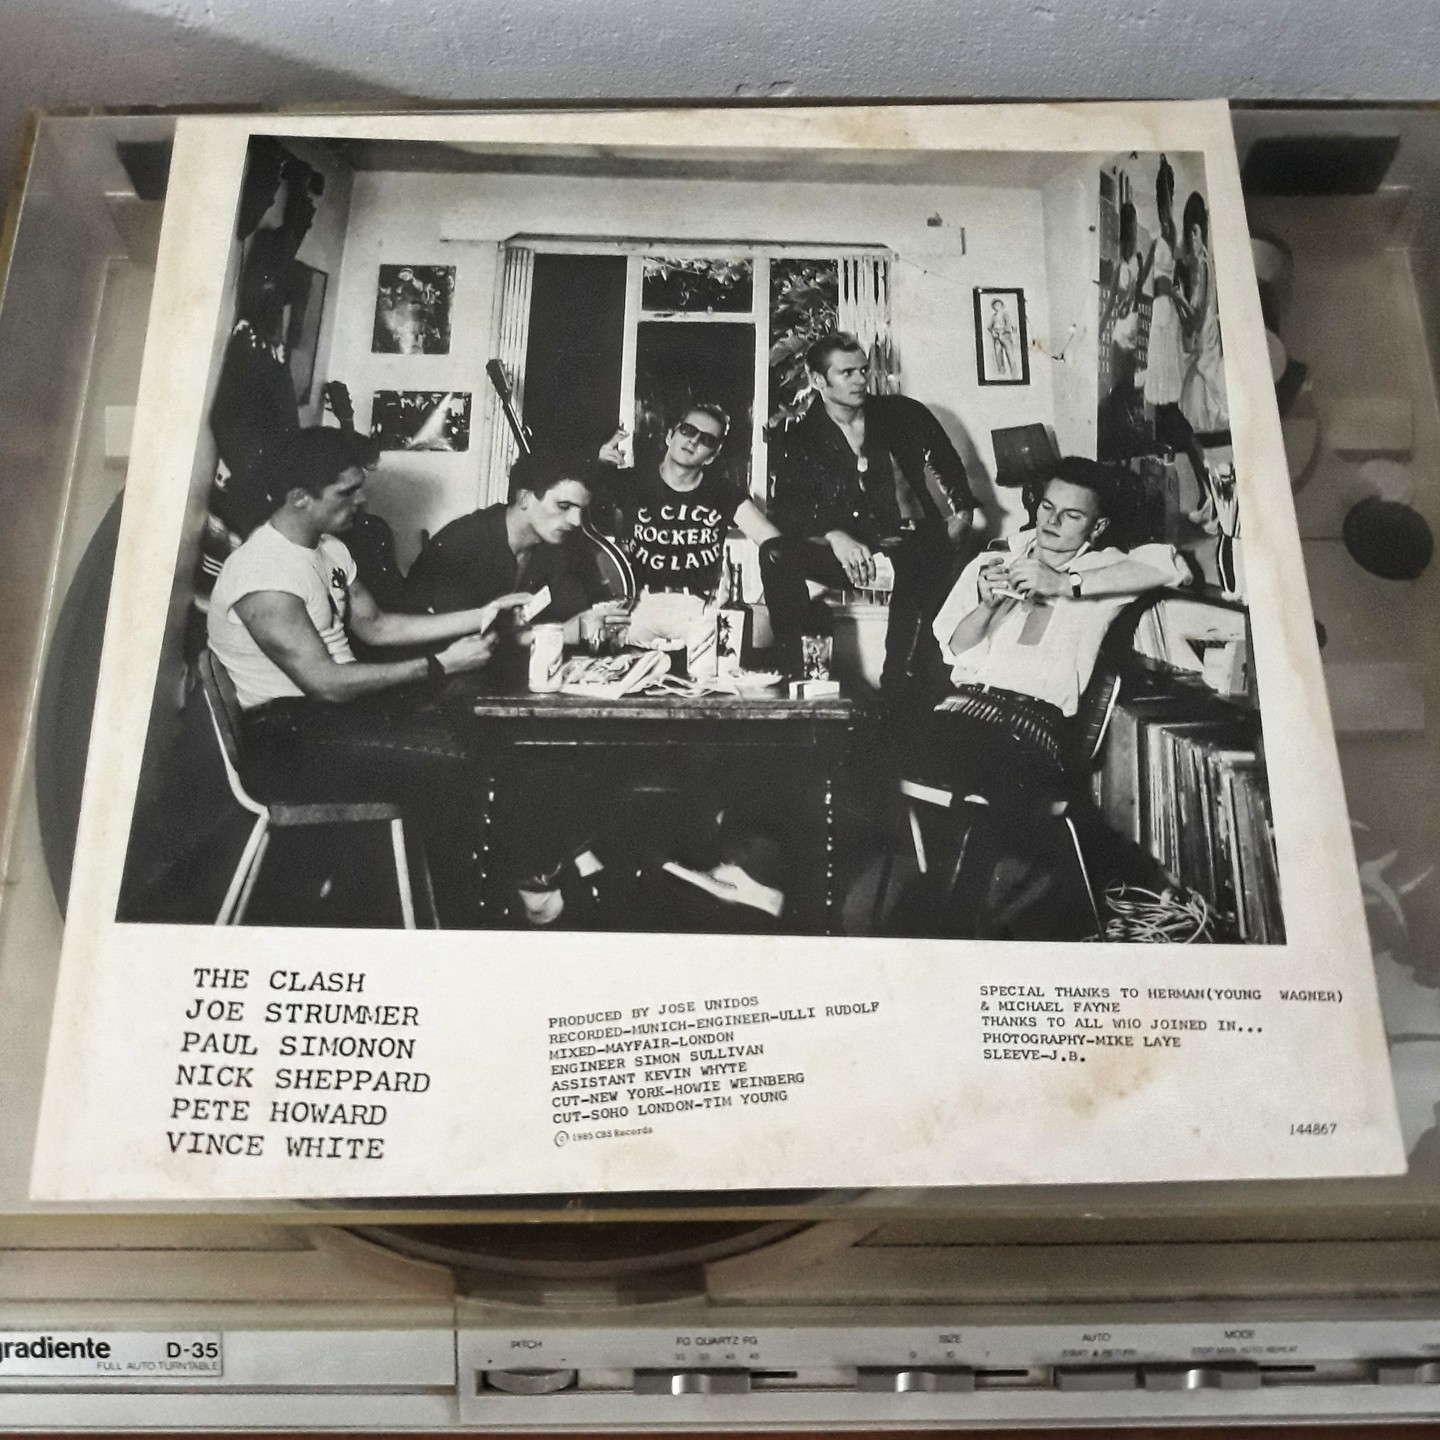 C CITY
ROCKERS
ENGLAND
THE CLASH
JOE STRUMMER
PAUL SIMONON
NICK SHEPPARD
PETE HOWARD
VINCE WHITE
PRODUCED BY JOSE UNIDOS
RECORDED-MUNICH-ENGINEER-ULLI RUDOLF
MIXED-MAYFAIR-LONDON
ENGINEER SIMON SULLIVAN
ASSISTANT KEVIN WHYTE
CUT-NEW YORK-HOWIE WEINBERG
CUT-SOHO LONDON-TIM YOUNG
© 1985 CBS Records
SPECIAL THANKS TO HERMAN(YOUNG WAGNER)
& MICHAEL FAYNE
THANKS TO ALL WHO JOINED IN...
PHOTOGRAPHY-MIKE LAYE
SLEEVE-J.B.
144867
gradiente D-35
FULL AUTO TURNTABLE
PITCH
FG QUARTZ FG
SIZE
AUTO
MODE